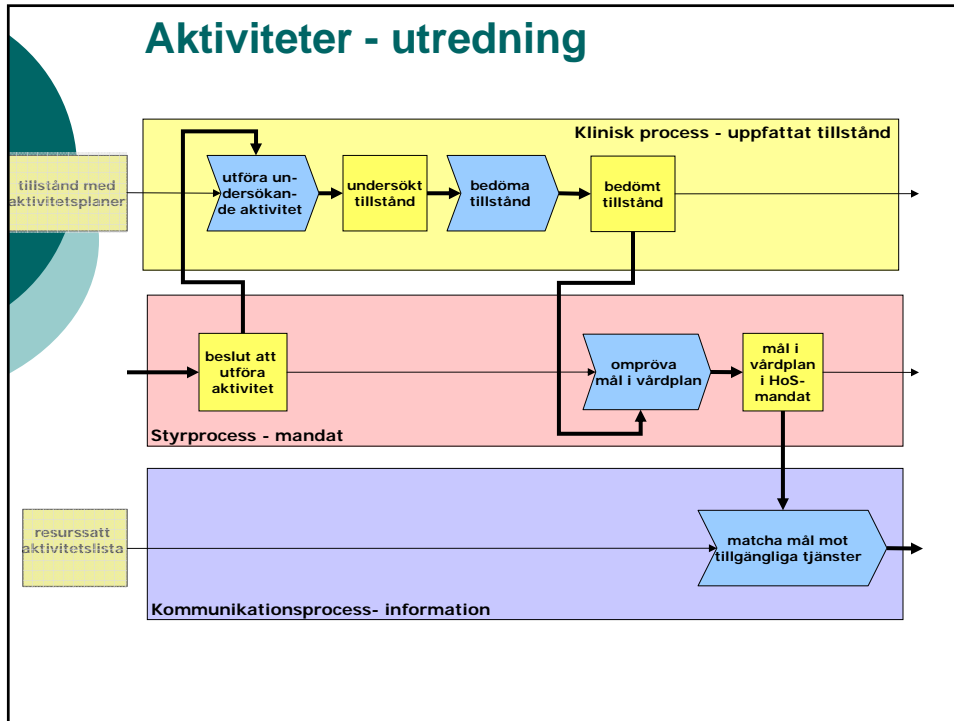 Aktiviteter - utredning
Klinisk process - uppfattat tillstånd
tillstånd med
aktivitetsplaner
utföra un-
dersökan-
de aktivitet
undersökt
tillstånd
bedöma
tillstånd
bedömt
tillstånd
beslut att
utföra
aktivitet
ompröva
mål i vårdplan
mål i
vårdplan
i HoS-
mandat
Styrprocess - mandat
resurssatt
aktivitetslista
matcha mål mot
tillgängliga tjänster
Kommunikationsprocess- information